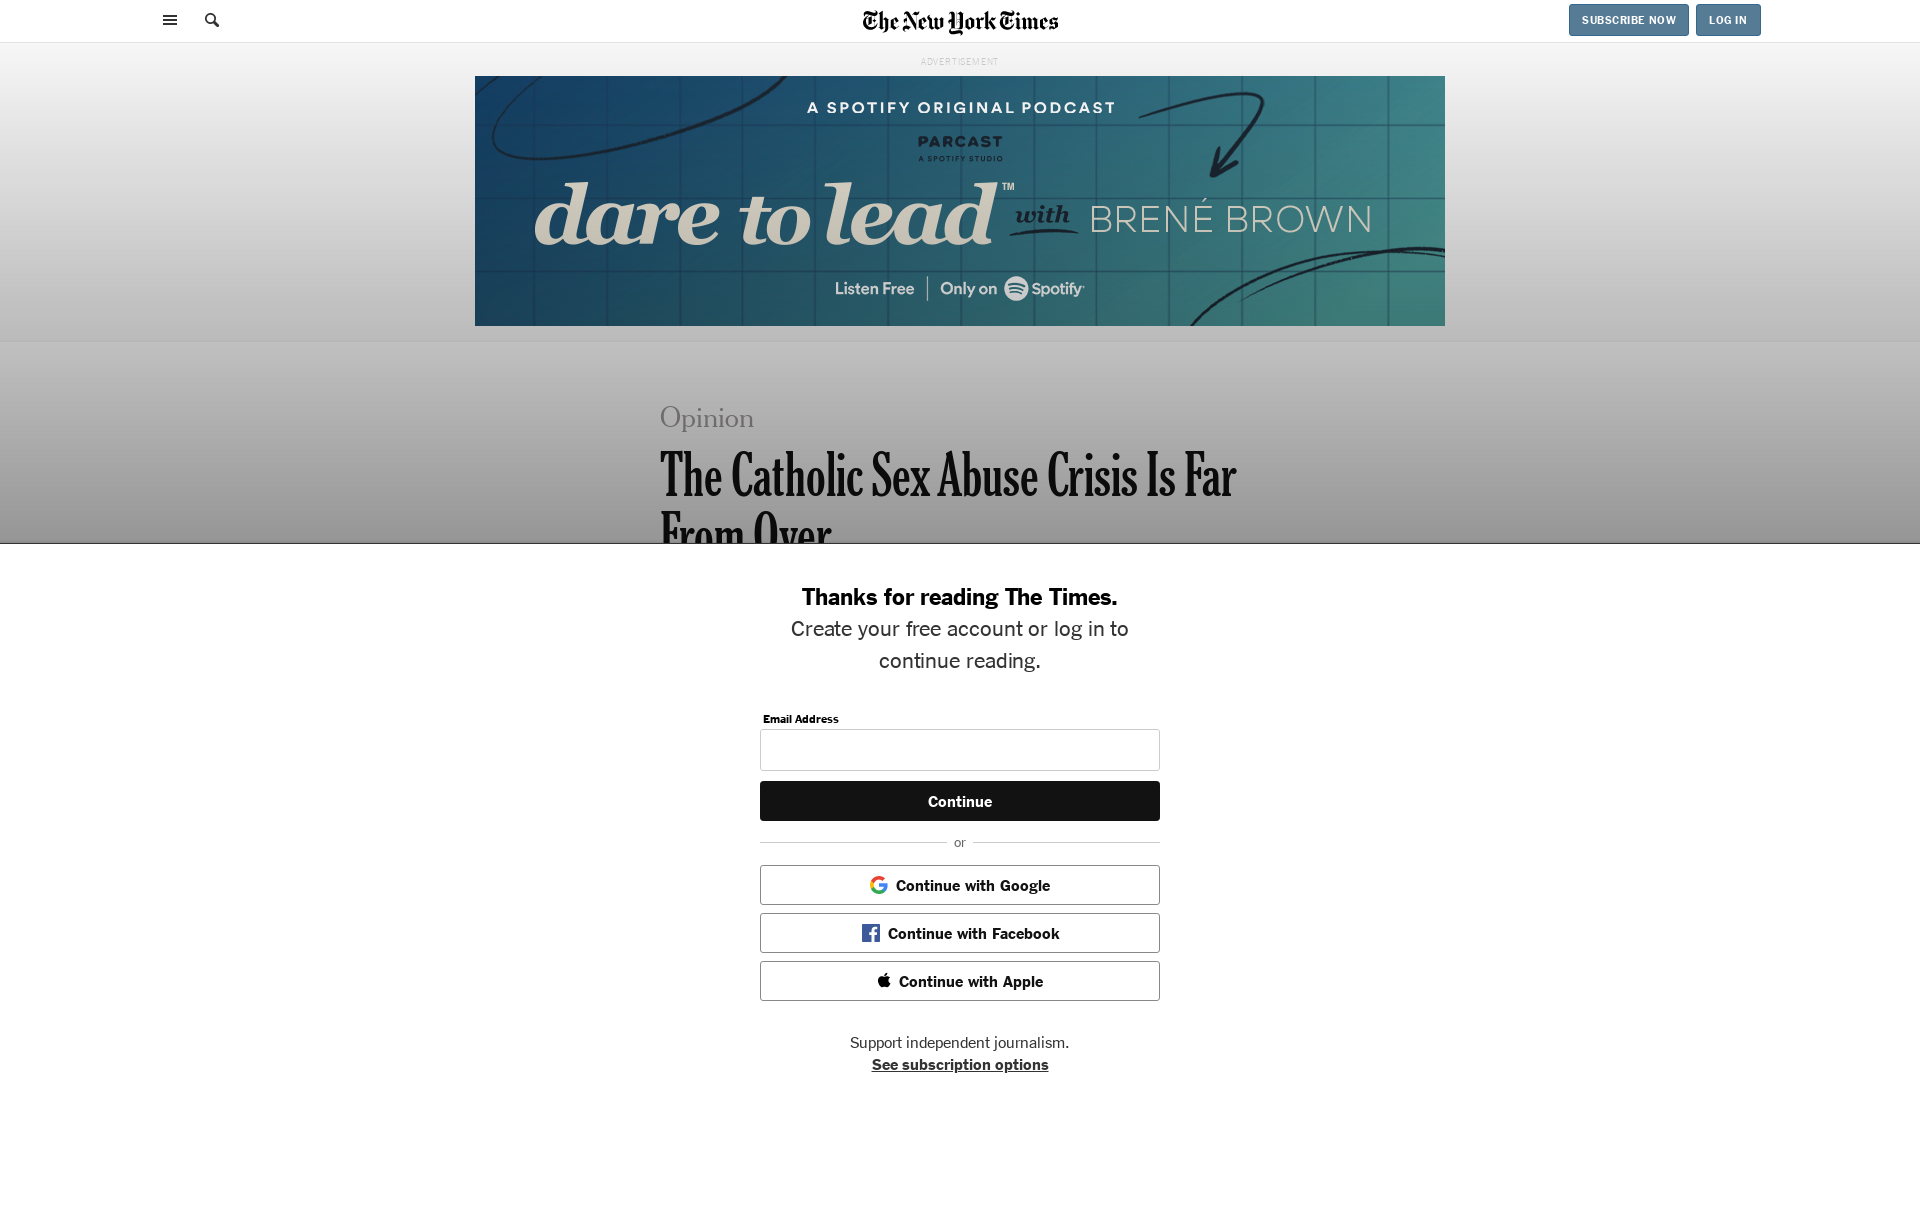 The New York Times
SUBSCRIBE NOW
LOG IN
ADVERTISEMENT
A SPOTIFY ORIGINAL PODCAST
PARCAST
A SPOTIFY STUDIO
dare to lead™ with BRENÉ BROWN
Listen Free | Only on Spotify
Opinion
The Catholic Sex Abuse Crisis Is Far
From Over
Thanks for reading The Times.
Create your free account or log in to
continue reading.
Email Address
Continue
or
Continue with Google
Continue with Facebook
Continue with Apple
Support independent journalism.
See subscription options